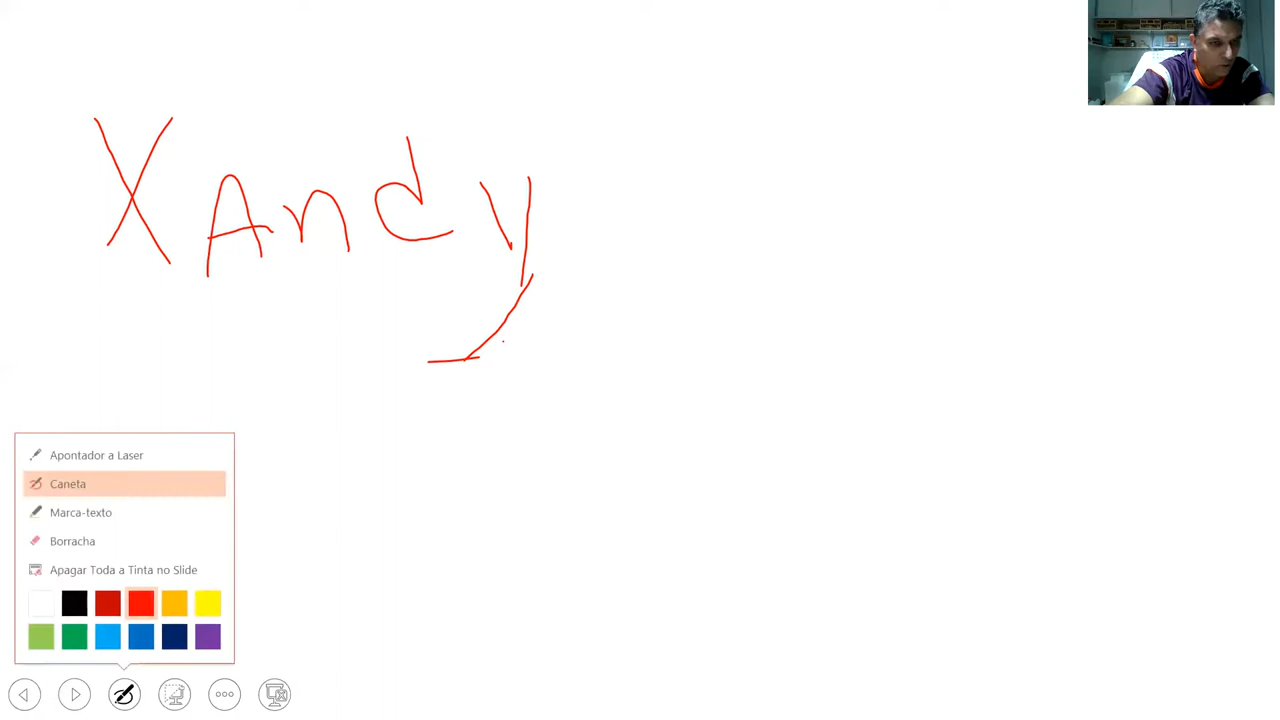 XAndy
Apontador a Laser
Caneta
Marca-texto
Borracha
Apagar Toda a Tinta no Slide